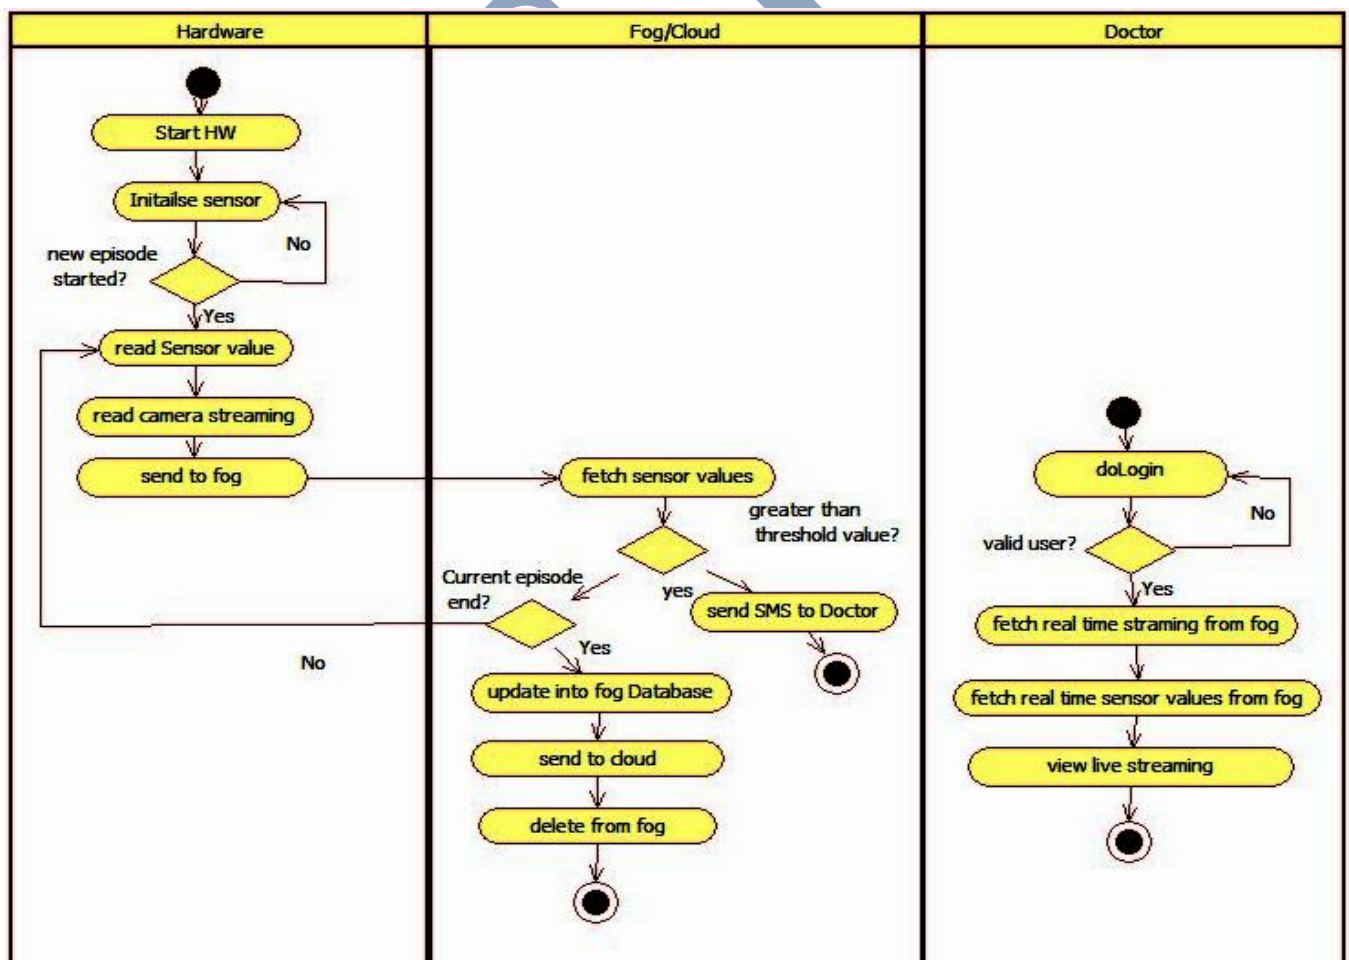 Hardware
Fog/Cloud
Doctor
Start HW
Initailse sensor
No
new episode
started?
Yes
read Sensor value
read camera streaming
send to fog
No
fetch sensor values
greater than
threshold value?
yes
send SMS to Doctor
Current episode
end?
Yes
update into fog Database
send to cloud
delete from fog
doLogin
No
valid user?
Yes
fetch real time straming from fog
fetch real time sensor values from fog
view live streaming